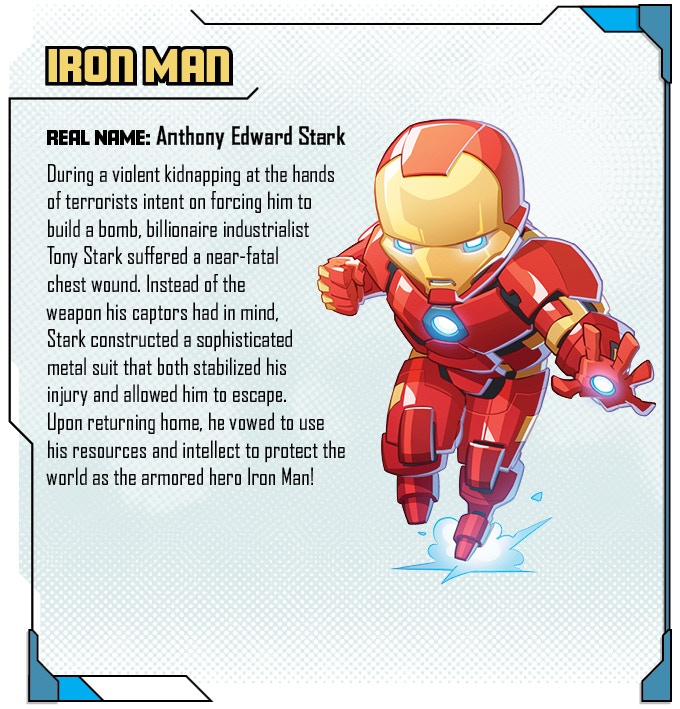 IRON MAN
REAL NAME: Anthony Edward Stark
During a violent kidnapping at the hands
of terrorists intent on forcing him to
build a bomb, billionaire industrialist
Tony Stark suffered a near-fatal
chest wound. Instead of the
weapon his captors had in mind,
Stark constructed a sophisticated
metal suit that both stabilized his
injury and allowed him to escape.
Upon returning home, he vowed to use
his resources and intellect to protect the
world as the armored hero Iron Man!